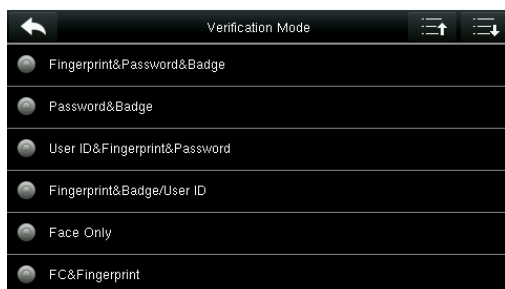 Verification Mode
Fingerprint&Password&Badge
Password&Badge
User ID&Fingerprint&Password
Fingerprint&Badge/User ID
Face Only
FC&Fingerprint